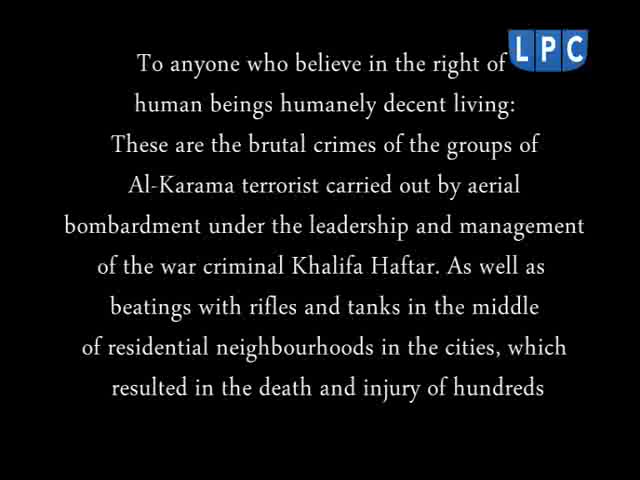 LPC
To anyone who believe in the right of
human beings humanely decent living:
These are the brutal crimes of the groups of
Al-Karama terrorist carried out by aerial
bombardment under the leadership and management
of the war criminal Khalifa Haftar. As well as
beatings with rifles and tanks in the middle
of residential neighbourhoods in the cities, which
resulted in the death and injury of hundreds